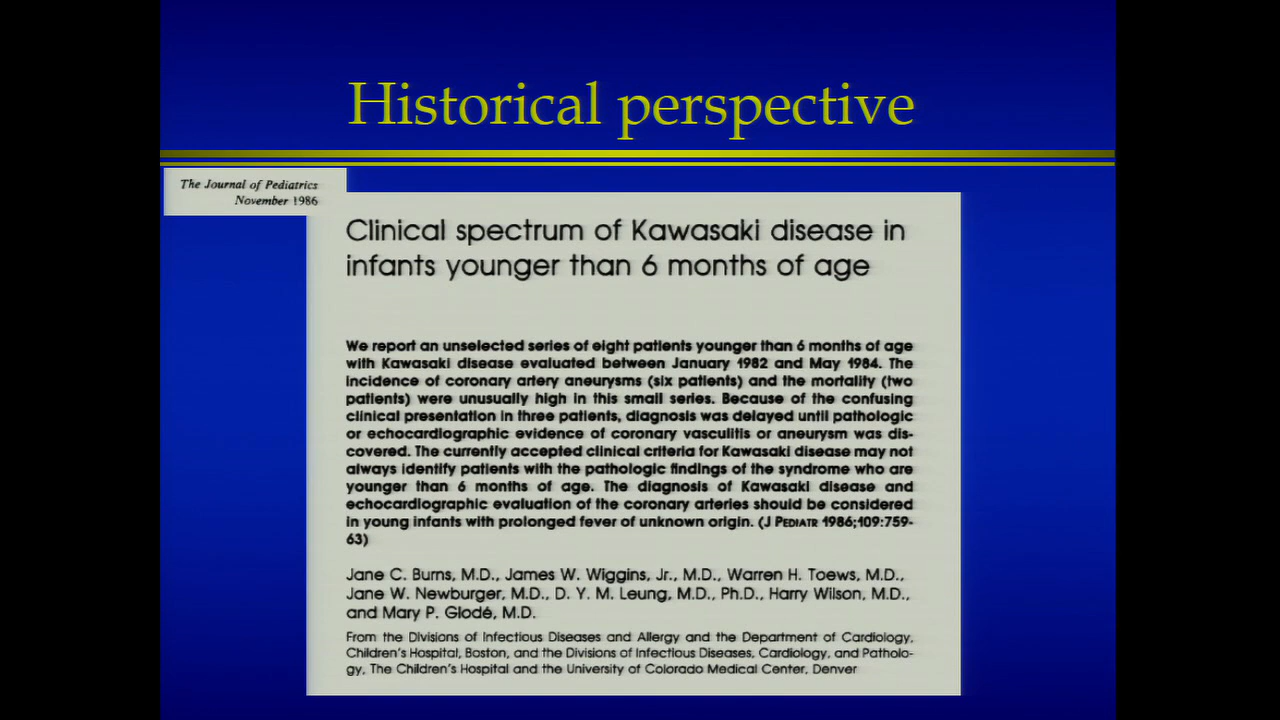 Historical perspective
The Journal of Pediatrics
November 1986
Clinical spectrum of Kawasaki disease in
infants younger than 6 months of age
We report an unselected series of eight patients younger than 6 months of age
with Kawasaki disease evaluated between January 1982 and May 1984. The
incidence of coronary artery aneurysms (six patients) and the mortality (two
patients) were unusually high in this small series. Because of the confusing
clinical presentation in three patients, diagnosis was delayed until pathologic
or echocardiographic evidence of coronary vasculitis or aneurysm was dis-
covered. The currently accepted clinical criteria for Kawasaki disease may not
always identify patients with the pathologic findings of the syndrome who are
younger than 6 months of age. The diagnosis of Kawasaki disease and
echocardiographic evaluation of the coronary arteries should be considered
in young infants with prolonged fever of unknown origin. (J PEDIATR 1986;109:759-
63)
Jane C. Burns, M.D., James W. Wiggins, Jr., M.D., Warren H. Toews, M.D.,
Jane W. Newburger, M.D., D. Y. M. Leung, M.D., Ph.D., Harry Wilson, M.D.,
and Mary P. Glodé, M.D.
From the Divisions of Infectious Diseases and Allergy and the Department of Cardiology,
Children's Hospital, Boston, and the Divisions of Infectious Diseases, Cardiology, and Patholo-
gy, The Children's Hospital and the University of Colorado Medical Center, Denver